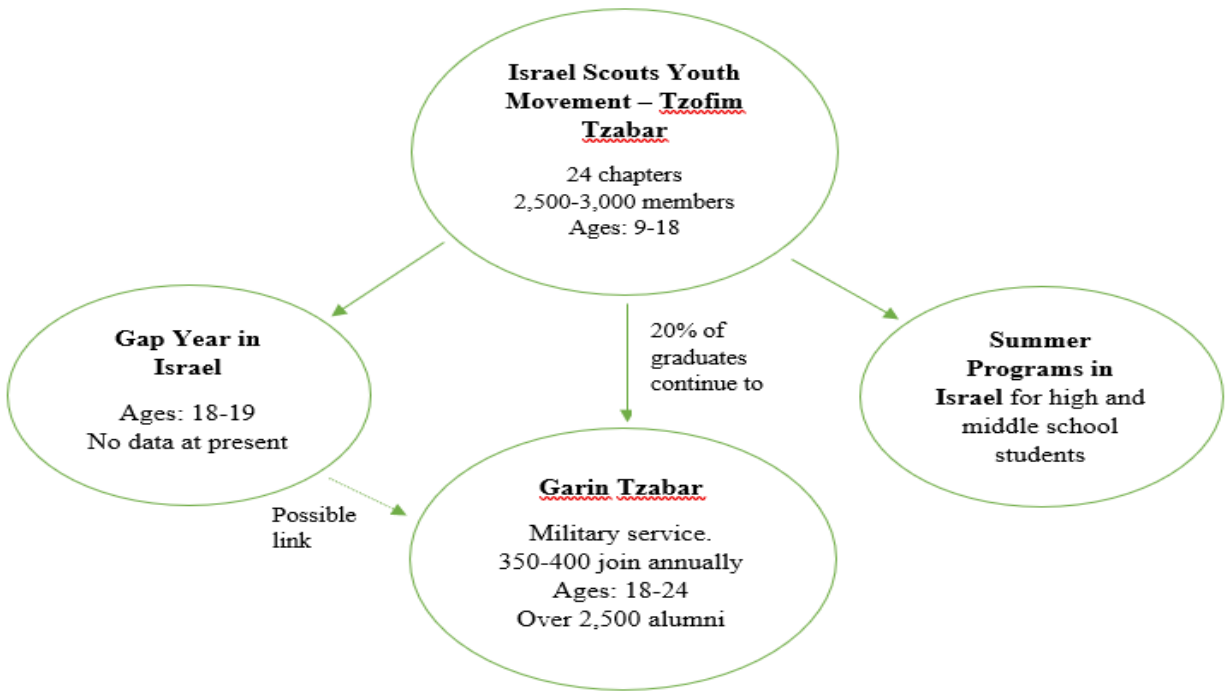 Israel Scouts Youth
Movement – Tzofim
Tzabar
24 chapters
2,500-3,000 members
Ages: 9-18
Gap Year in
Israel
Ages: 18-19
No data at present
20% of
graduates
continue to
Summer
Programs in
Israel for high and
middle school
students
Possible
link
Garin Tzabar
Military service.
350-400 join annually
Ages: 18-24
Over 2,500 alumni